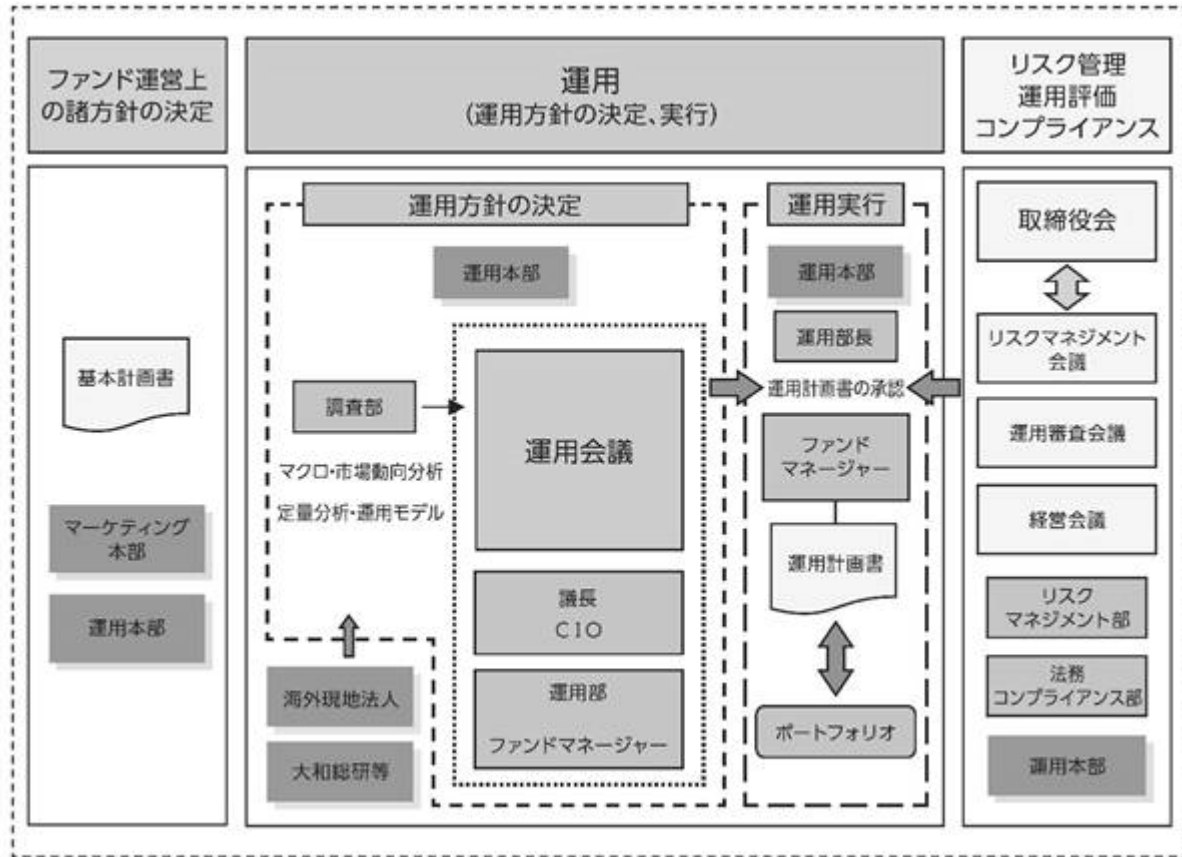 ファンド運営上
の諸方針の決定
基本計画書
マーケティング
本部
運用本部
運用
(運用方針の決定、実行)
運用方針の決定
運用本部
調査部
マクロ・市場動向分析
定量分析・運用モデル
海外現地法人
大和総研等
運用会議
議長
CIO
運用部
ファンドマネージャー
運用実行
運用本部
運用部長
運用計画書の承認
ファンド
マネージャー
運用計画書
ポートフォリオ
リスク管理
運用評価
コンプライアンス
取締役会
リスクマネジメント
会議
運用審査会議
経営会議
リスク
マネジメント部
法務
コンプライアンス部
運用本部